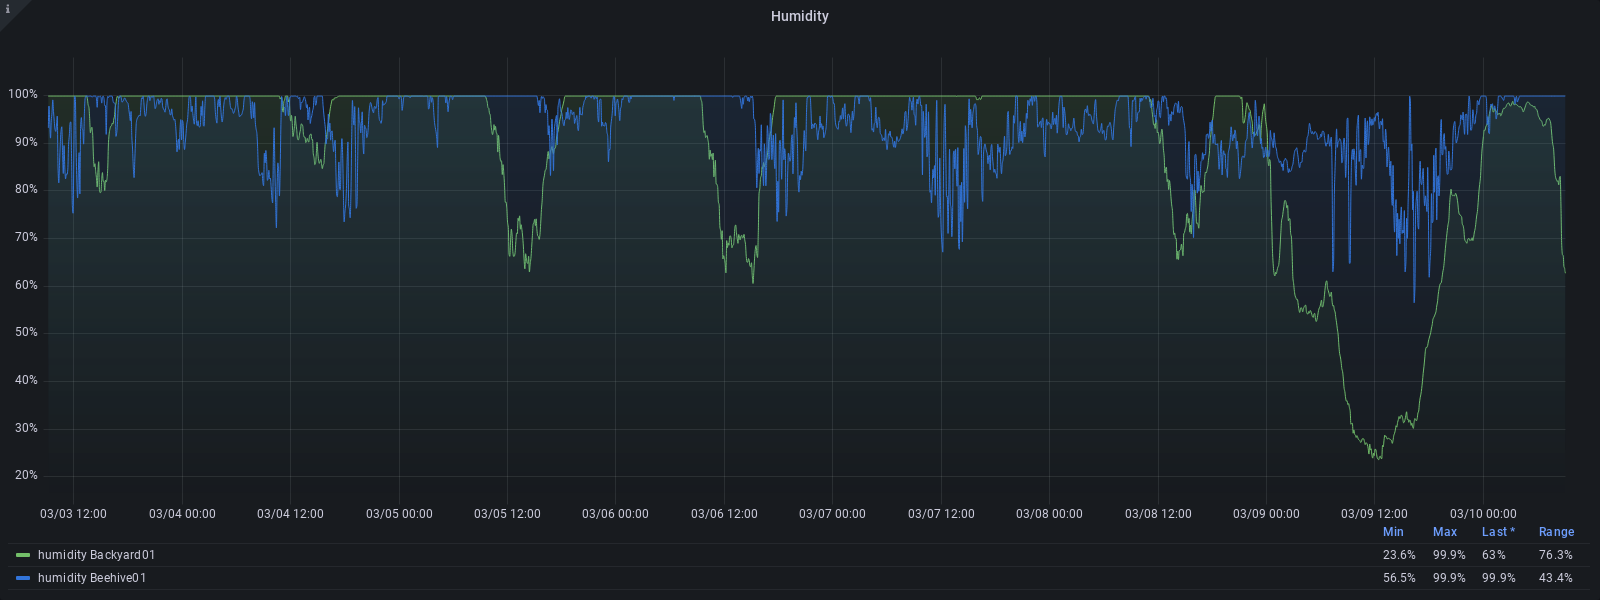 i
Humidity
100%
90%
80%
70%
60%
50%
40%
30%
20%
03/03 12:00 03/04 00:00 03/04 12:00 03/05 00:00 03/05 12:00 03/06 00:00 03/06 12:00 03/07 00:00 03/07 12:00 03/08 00:00 03/08 12:00 03/09 00:00 03/09 12:00 03/10 00:00
Min Max Last * Range
humidity Backyard01 23.6% 99.9% 63% 76.3%
humidity Beehive01 56.5% 99.9% 99.9% 43.4%